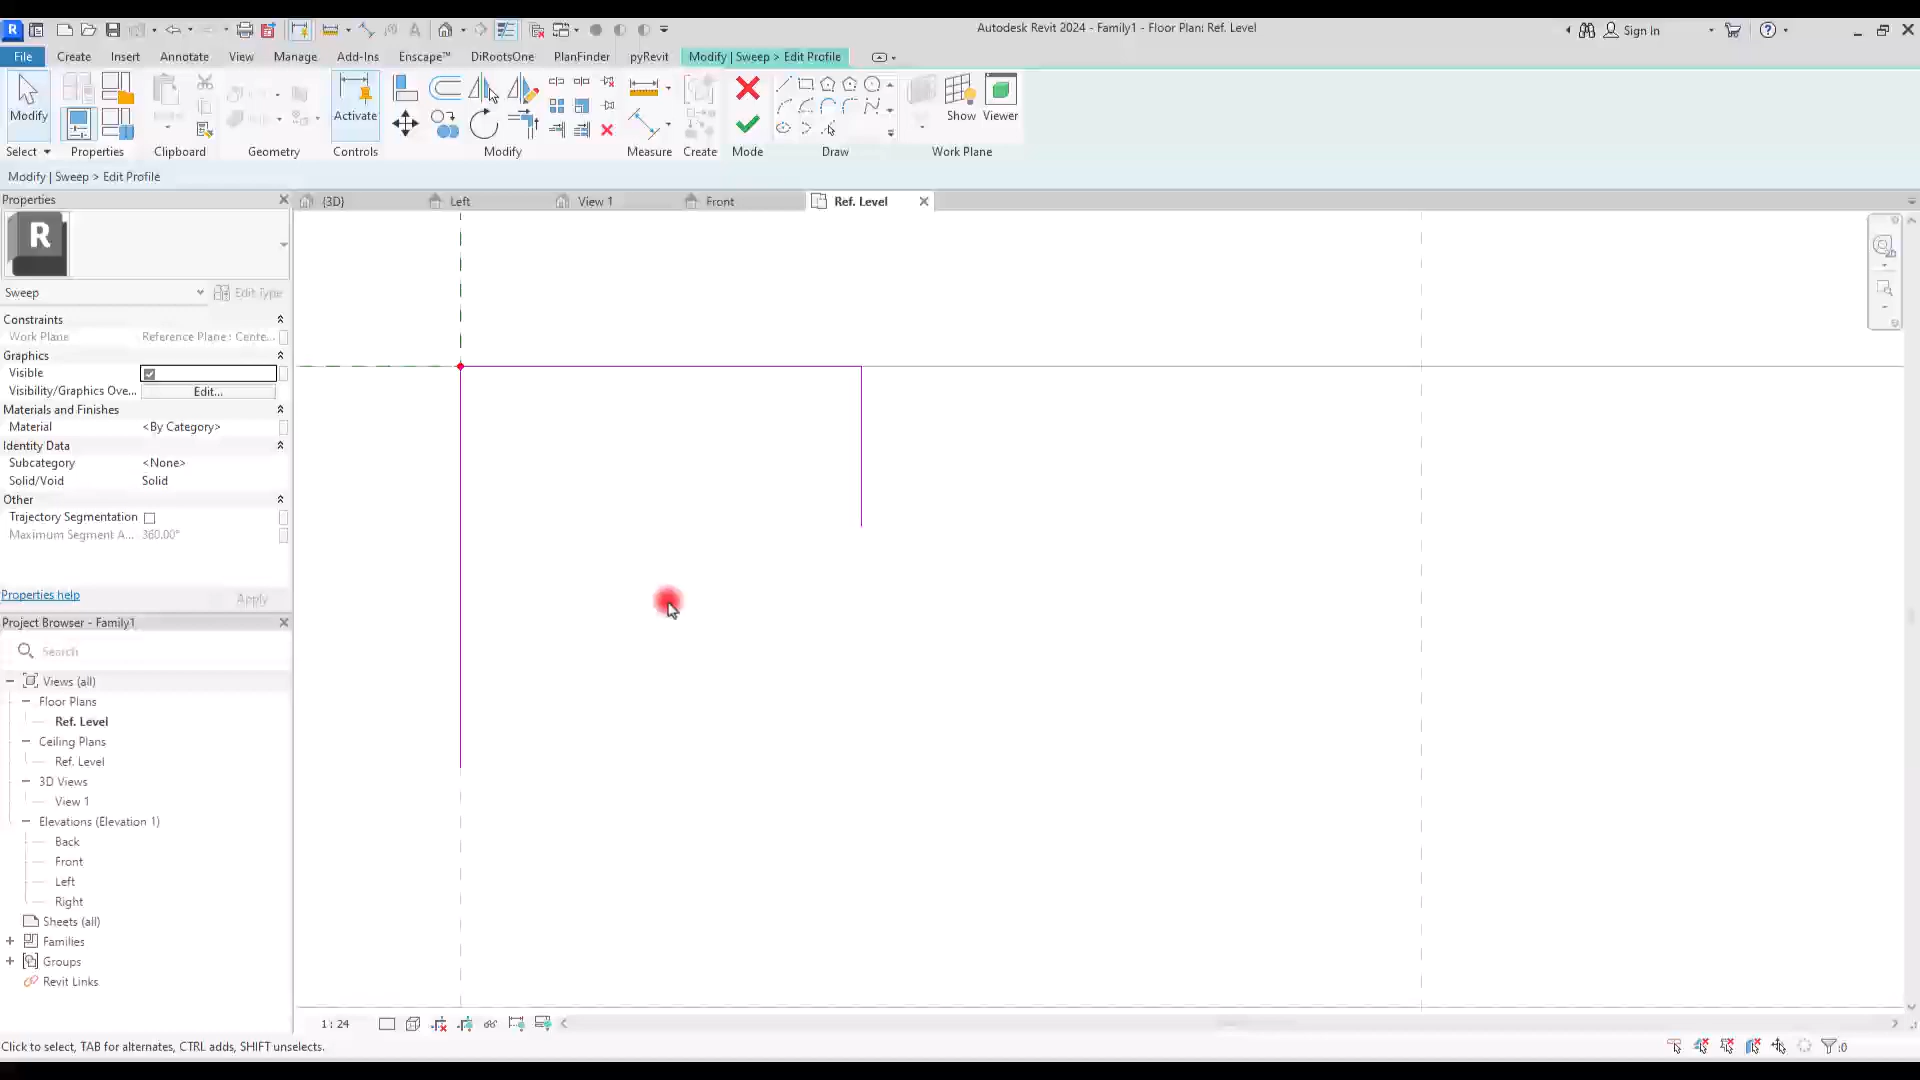 Autodesk Revit 2024 - Family1 - Floor Plan: Ref. Level
Sign In
File Create Insert Annotate View Manage Add-Ins Enscape™ DiRootsOne PlanFinder pyRevit Modify | Sweep > Edit Profile
Modify Activate Show Viewer
Select Properties Clipboard Geometry Controls Modify Measure Create Mode Draw Work Plane
Modify | Sweep > Edit Profile
Properties
{3D} Left View 1 Front Ref. Level
R
Sweep Edit Type
Constraints
Work Plane Reference Plane : Cente...
Graphics
Visible
Visibility/Graphics Ove... Edit...
Materials and Finishes
Material <By Category>
Identity Data
Subcategory <None>
Solid/Void Solid
Other
Trajectory Segmentation
Maximum Segment A... 360.00°
Properties help Apply
Project Browser - Family1
Search
Views (all)
Floor Plans
Ref. Level
Ceiling Plans
Ref. Level
3D Views
View 1
Elevations (Elevation 1)
Back
Front
Left
Right
Sheets (all)
Families
Groups
Revit Links
1 : 24
Click to select, TAB for alternates, CTRL adds, SHIFT unselects.
:0